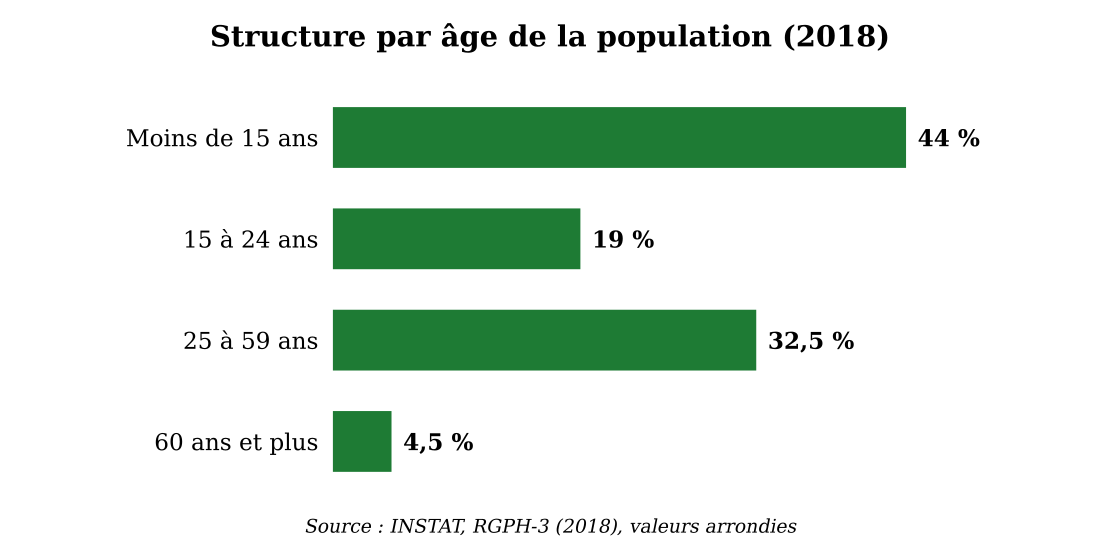 Structure par âge de la population (2018)
Moins de 15 ans 44 %
15 à 24 ans 19 %
25 à 59 ans 32,5 %
60 ans et plus 4,5 %
Source : INSTAT, RGPH-3 (2018), valeurs arrondies